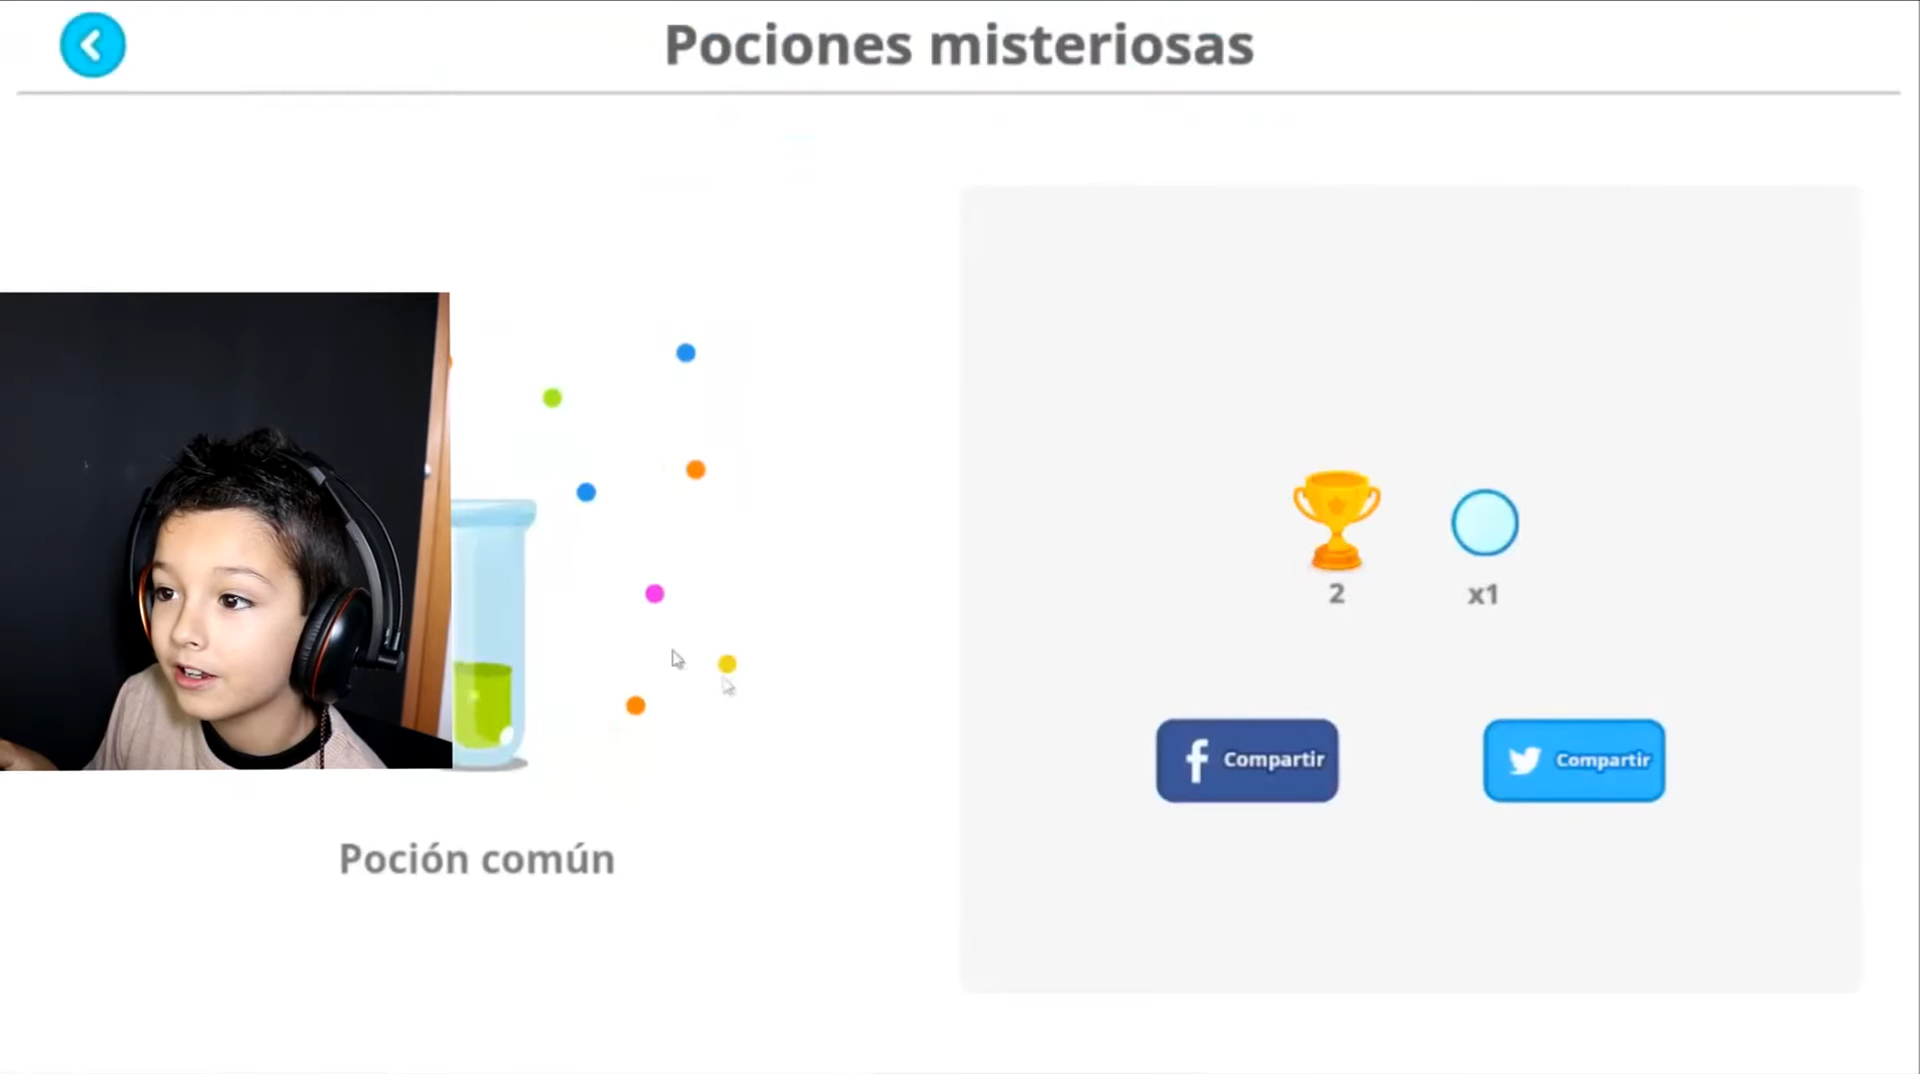 Pociones misteriosas
2
x1
f Compartir
Compartir
Poción común